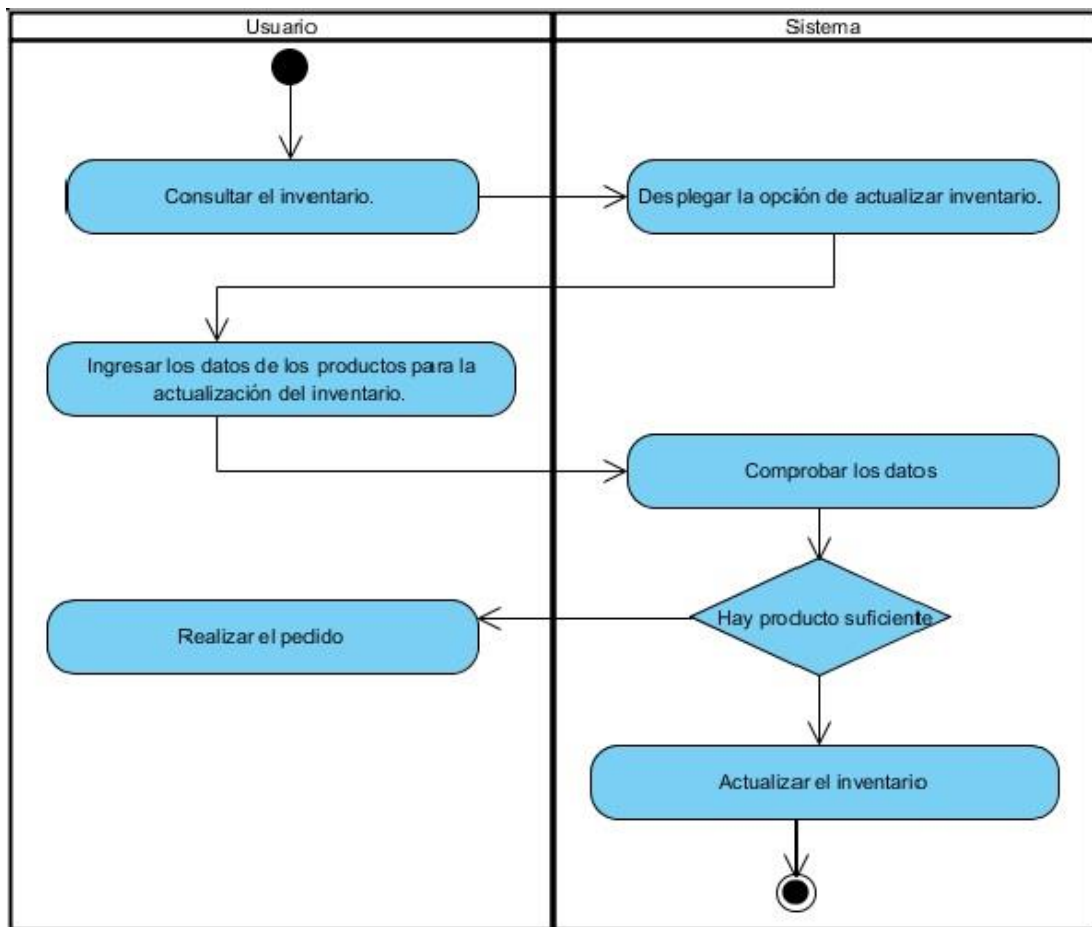 Usuario
Sistema
Consultar el inventario.
Desplegar la opción de actualizar inventario.
Ingresar los datos de los productos para la
actualización del inventario.
Comprobar los datos
Hay producto suficiente
Realizar el pedido
Actualizar el inventario